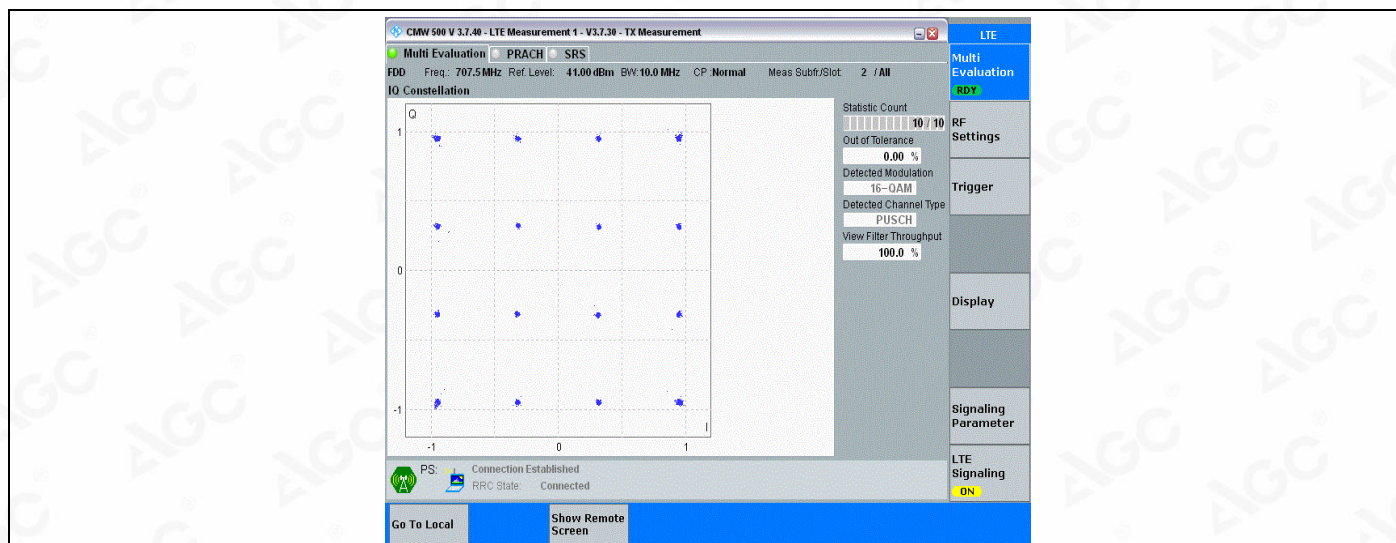 CMW 500 V 3.7.40 - LTE Measurement 1 - V3.7.30 - TX Measurement
LTE
Multi Evaluation PRACH SRS
FDD Freq.: 707.5 MHz Ref. Level: 41.00 dBm BW: 10.0 MHz CP :Normal Meas Subfr./Slot: 2 / All
IQ Constellation
Q
1
0
-1
I
-1 0 1
Statistic Count
10 / 10
Out of Tolerance
0.00 %
Detected Modulation
16-QAM
Detected Channel Type
PUSCH
View Filter Throughput
100.0 %
Multi
Evaluation
RDY
RF
Settings
Trigger
Display
Signaling
Parameter
LTE
Signaling
ON
PS: Connection Established
RRC State: Connected
Go To Local
Show Remote
Screen
AGC